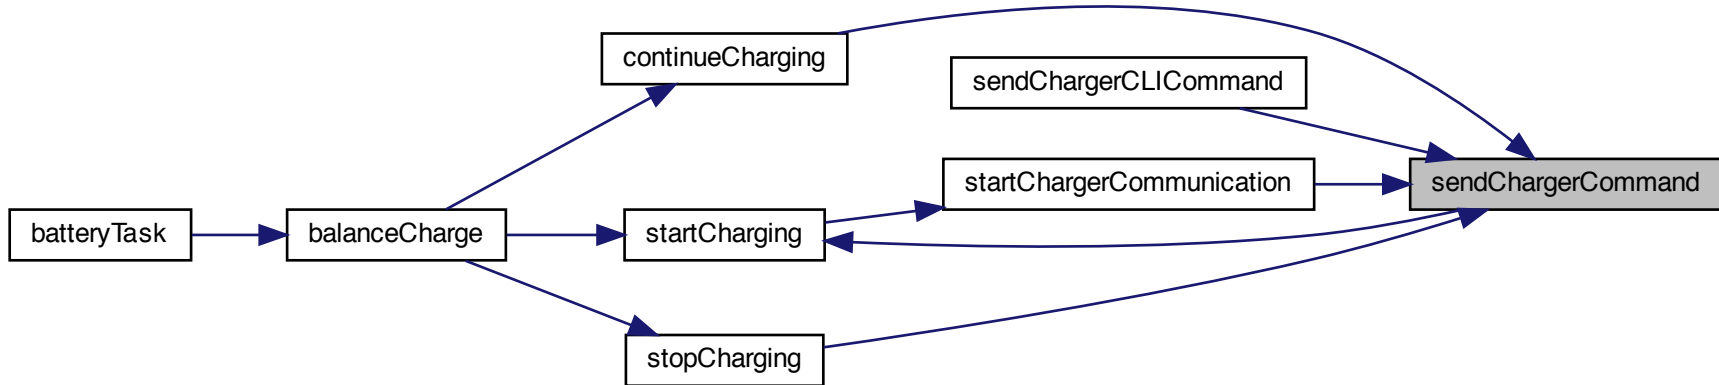 continueCharging
sendChargerCLICommand
startChargerCommunication
sendChargerCommand
batteryTask
balanceCharge
startCharging
stopCharging